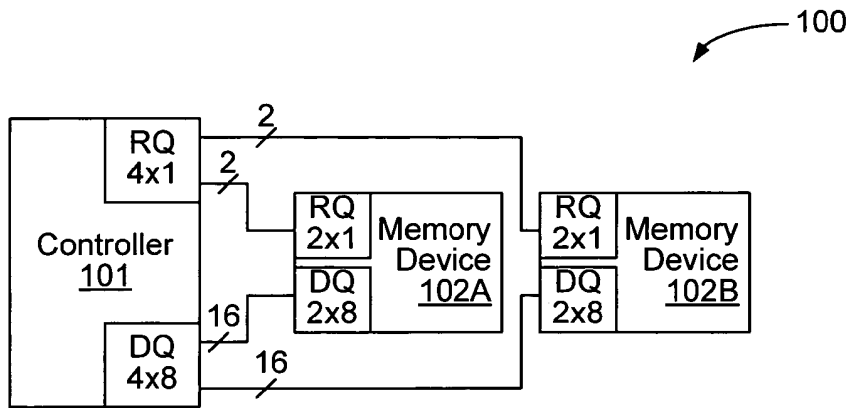 100
2
RQ
4x1
2
Controller
101
RQ
2x1
Memory
Device
102A
DQ
2x8
RQ
2x1
Memory
Device
102B
DQ
2x8
16
DQ
4x8
16